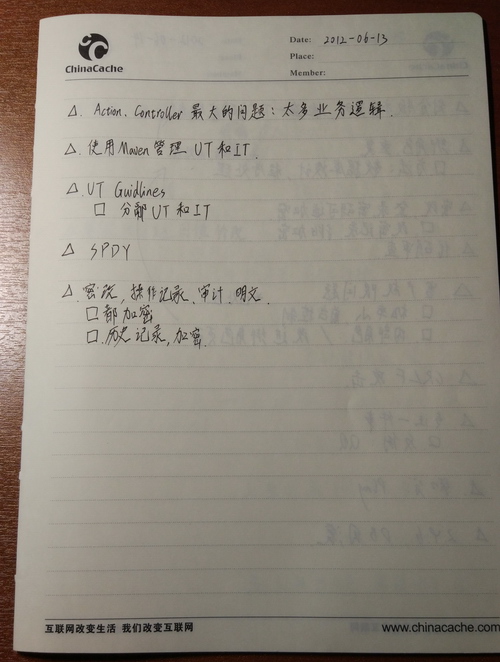 ChinaCache
Date: 2012-06-13
Place:
Member:
△. Action、Controller 最大的问题：太多业务逻辑.
△. 使用Maven管理 UT和IT.
△. UT Guidlines
□ 分部UT和IT
△ SPDY
△. 密码，操作记录、审计、明文.
□ 都加密
□. 历史记录，加密.
互联网改变生活 我们改变互联网
www.chinacache.com